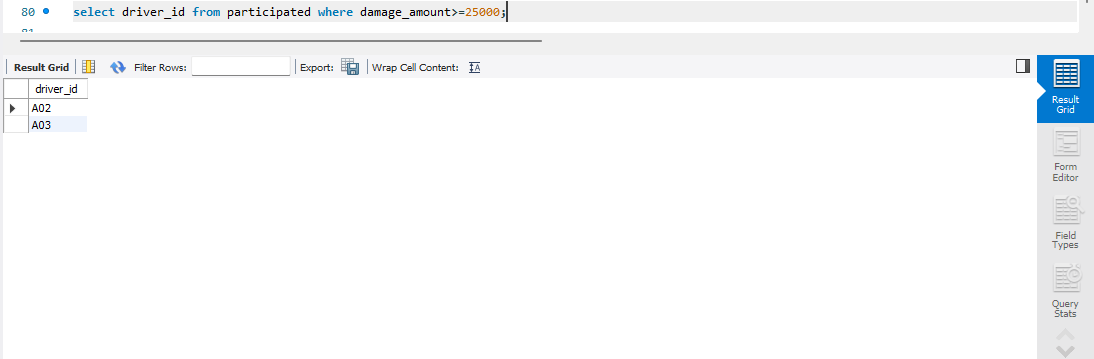 80 select driver_id from participated where damage_amount>=25000;
Result Grid Filter Rows: Export: Wrap Cell Content: IA
driver_id
A02
A03
Result
Grid
Form
Editor
Field
Types
Query
Stats